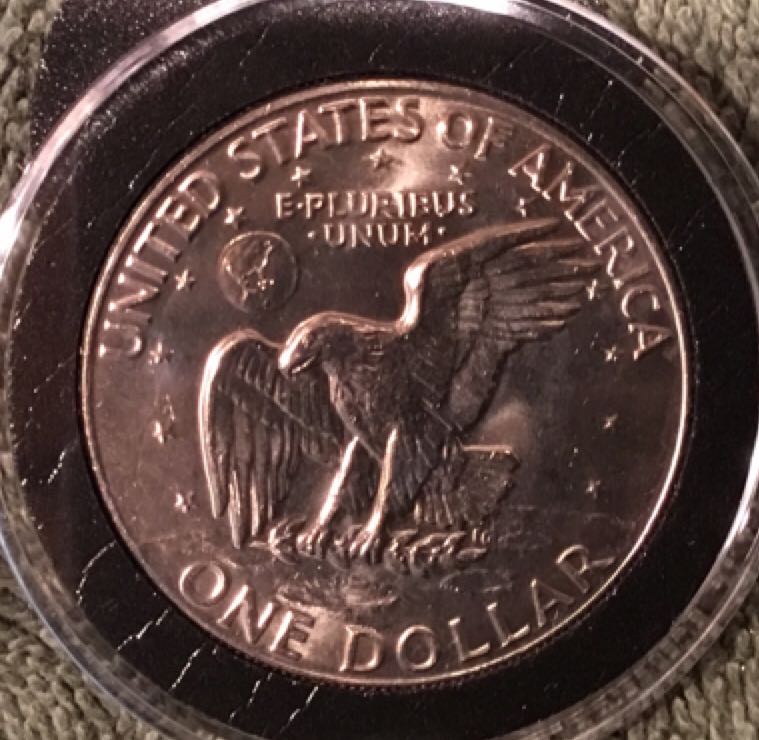 UNITED STATES OF AMERICA
E·PLURIBUS
·UNUM·
ONE DOLLAR